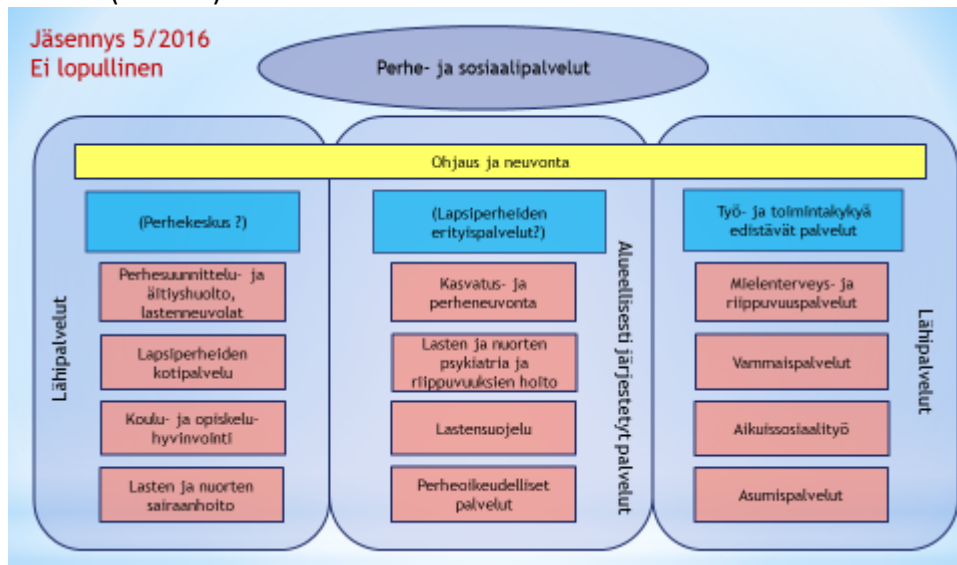 Jäsennys 5/2016
Ei lopullinen
Perhe- ja sosiaalipalvelut
Ohjaus ja neuvonta
Lähipalvelut
(Perhekeskus ?)
Perhesuunnittelu- ja
äitiyshuolto,
lastenneuvolat
Lapsiperheiden
kotipalvelu
Koulu- ja opiskelu-
hyvinvointi
Lasten ja nuorten
sairaanhoito
(Lapsiperheiden
erityispalvelut?)
Kasvatus- ja
perheneuvonta
Lasten ja nuorten
psykiatria ja
riippuvuuksien hoito
Lastensuojelu
Perheoikeudelliset
palvelut
Alueellisesti järjestetyt palvelut
Työ- ja toimintakykyä
edistävät palvelut
Mielenterveys- ja
riippuvuuspalvelut
Vammaispalvelut
Aikuissosiaalityö
Asumispalvelut
Lähipalvelut